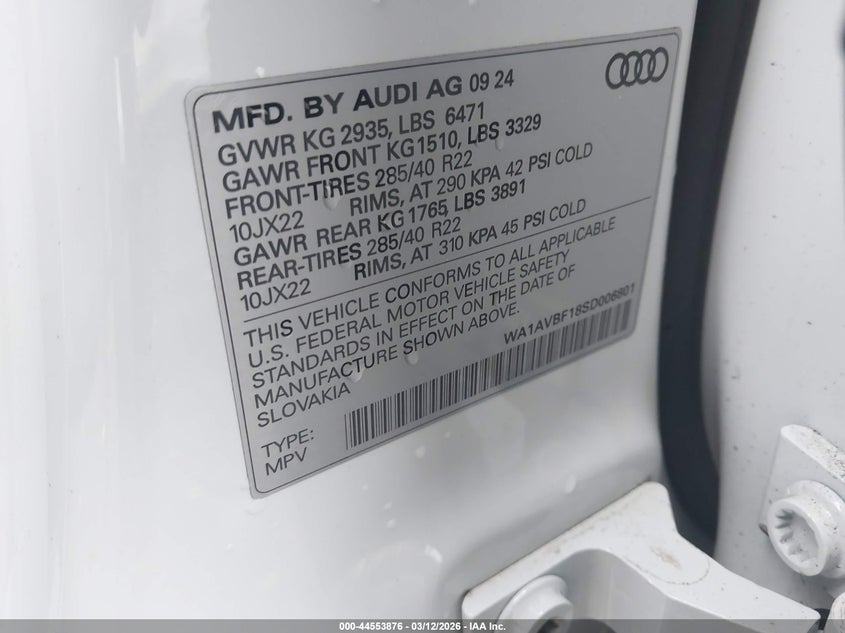 MFD. BY AUDI AG 09 24
GVWR KG 2935, LBS 6471
GAWR FRONT KG1510, LBS 3329
FRONT-TIRES 285/40 R22
10JX22 RIMS, AT 290 KPA 42 PSI COLD
GAWR REAR KG 1765, LBS 3891
REAR-TIRES 285/40 R22
10JX22 RIMS, AT 310 KPA 45 PSI COLD
THIS VEHICLE CONFORMS TO ALL APPLICABLE
U.S. FEDERAL MOTOR VEHICLE SAFETY
STANDARDS IN EFFECT ON THE DATE OF
MANUFACTURE SHOWN ABOVE.
SLOVAKIA
WA1AVBF18SD006801
TYPE:
MPV
000-44553876 - 03/12/2026 - IAA Inc.